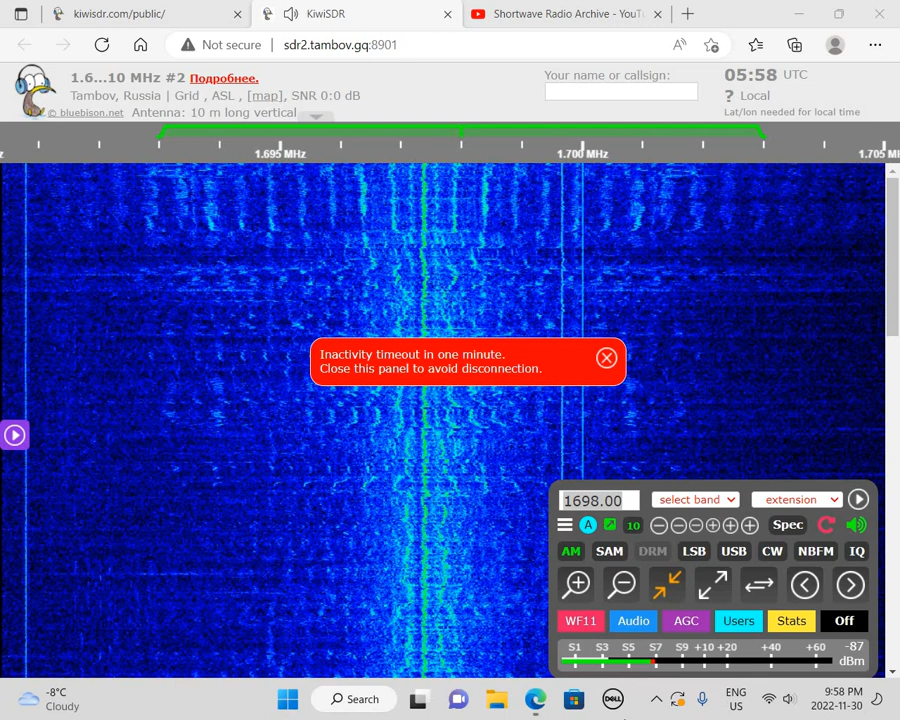 kiwisdr.com/public/
KiwiSDR
Shortwave Radio Archive - YouTu
Not secure
sdr2.tambov.gq:8901
1.6...10 MHz #2 Подробнее.
Tambov, Russia | Grid , ASL , [map], SNR 0:0 dB
© bluebison.net Антенна: 10 m long vertical
Your name or callsign:
05:58 UTC
? Local
Lat/lon needed for local time
z 1.695 MHz 1.700 MHz 1.705 M
Inactivity timeout in one minute.
Close this panel to avoid disconnection.
1698.00 select band extension
A 10 Spec
AM SAM DRM LSB USB CW NBFM IQ
WF11 Audio AGC Users Stats Off
S1 S3 S5 S7 S9 +10 +20 +40 +60 -87
dBm
-8°C
Cloudy
Search
DELL
ENG
US
9:58 PM
2022-11-30